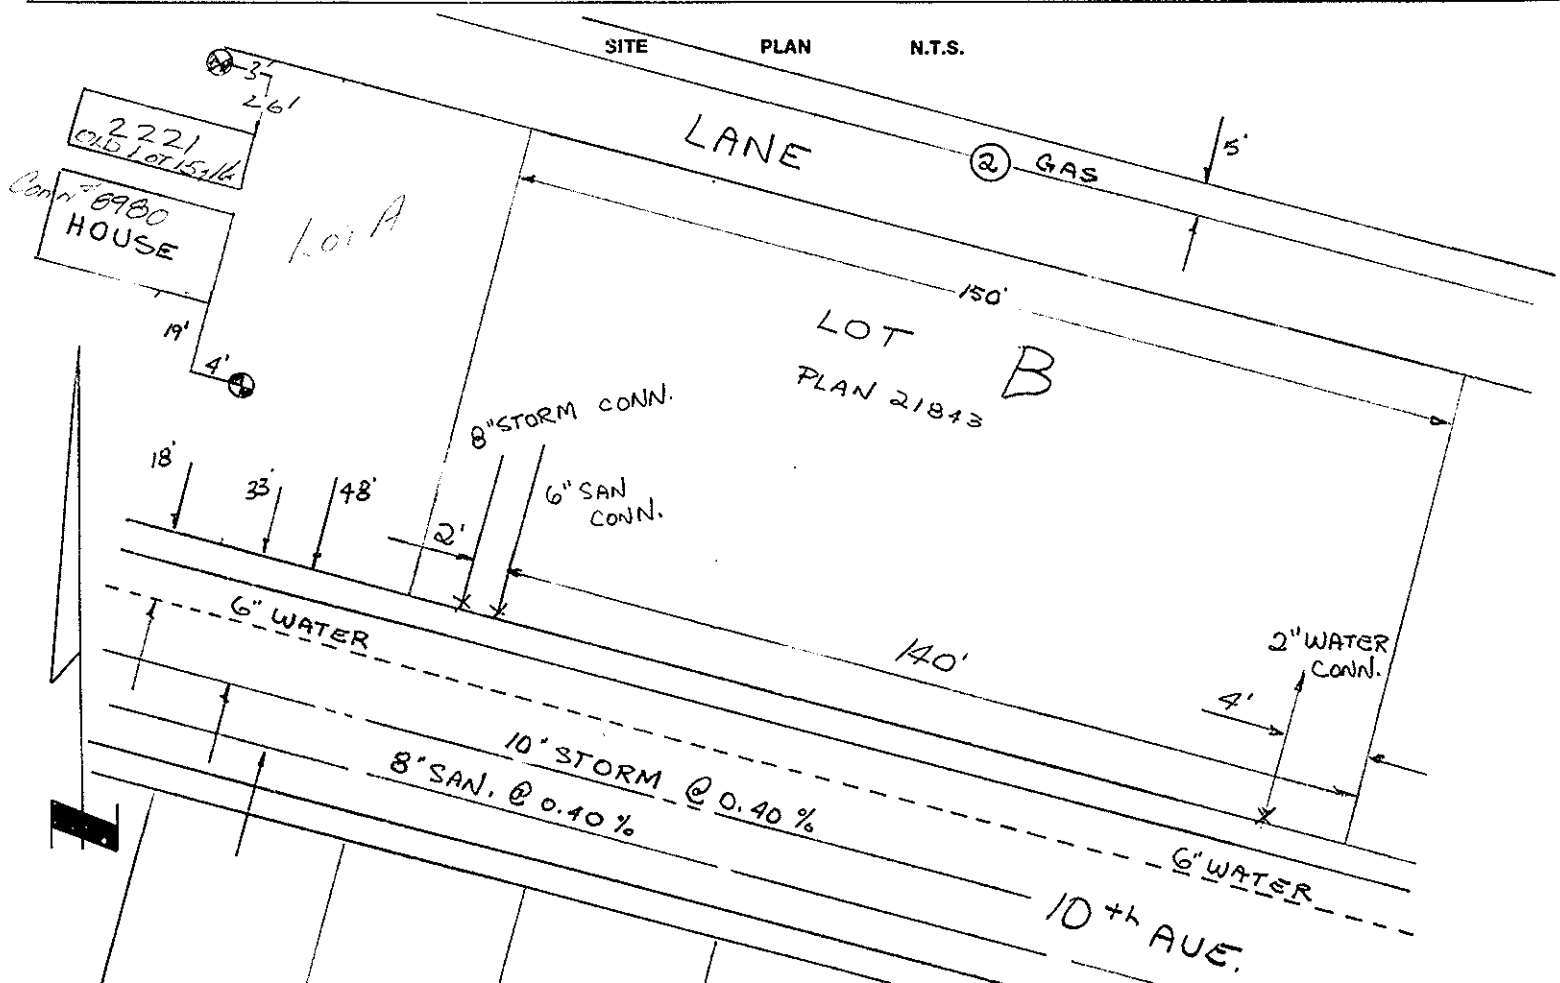 SITE PLAN N.T.S.
3'
26'
2221
OLD LOT 15 & 16
Conn# 6980
HOUSE
LOT A
LANE
2 GAS
5'
150'
LOT B
PLAN 21843
19'
4'
8" STORM CONN.
6" SAN
CONN.
18'
33'
48'
2'
6" WATER
140'
2" WATER
CONN.
4'
10" STORM @ 0.40 %
8" SAN. @ 0.40 %
6" WATER
10th AVE.